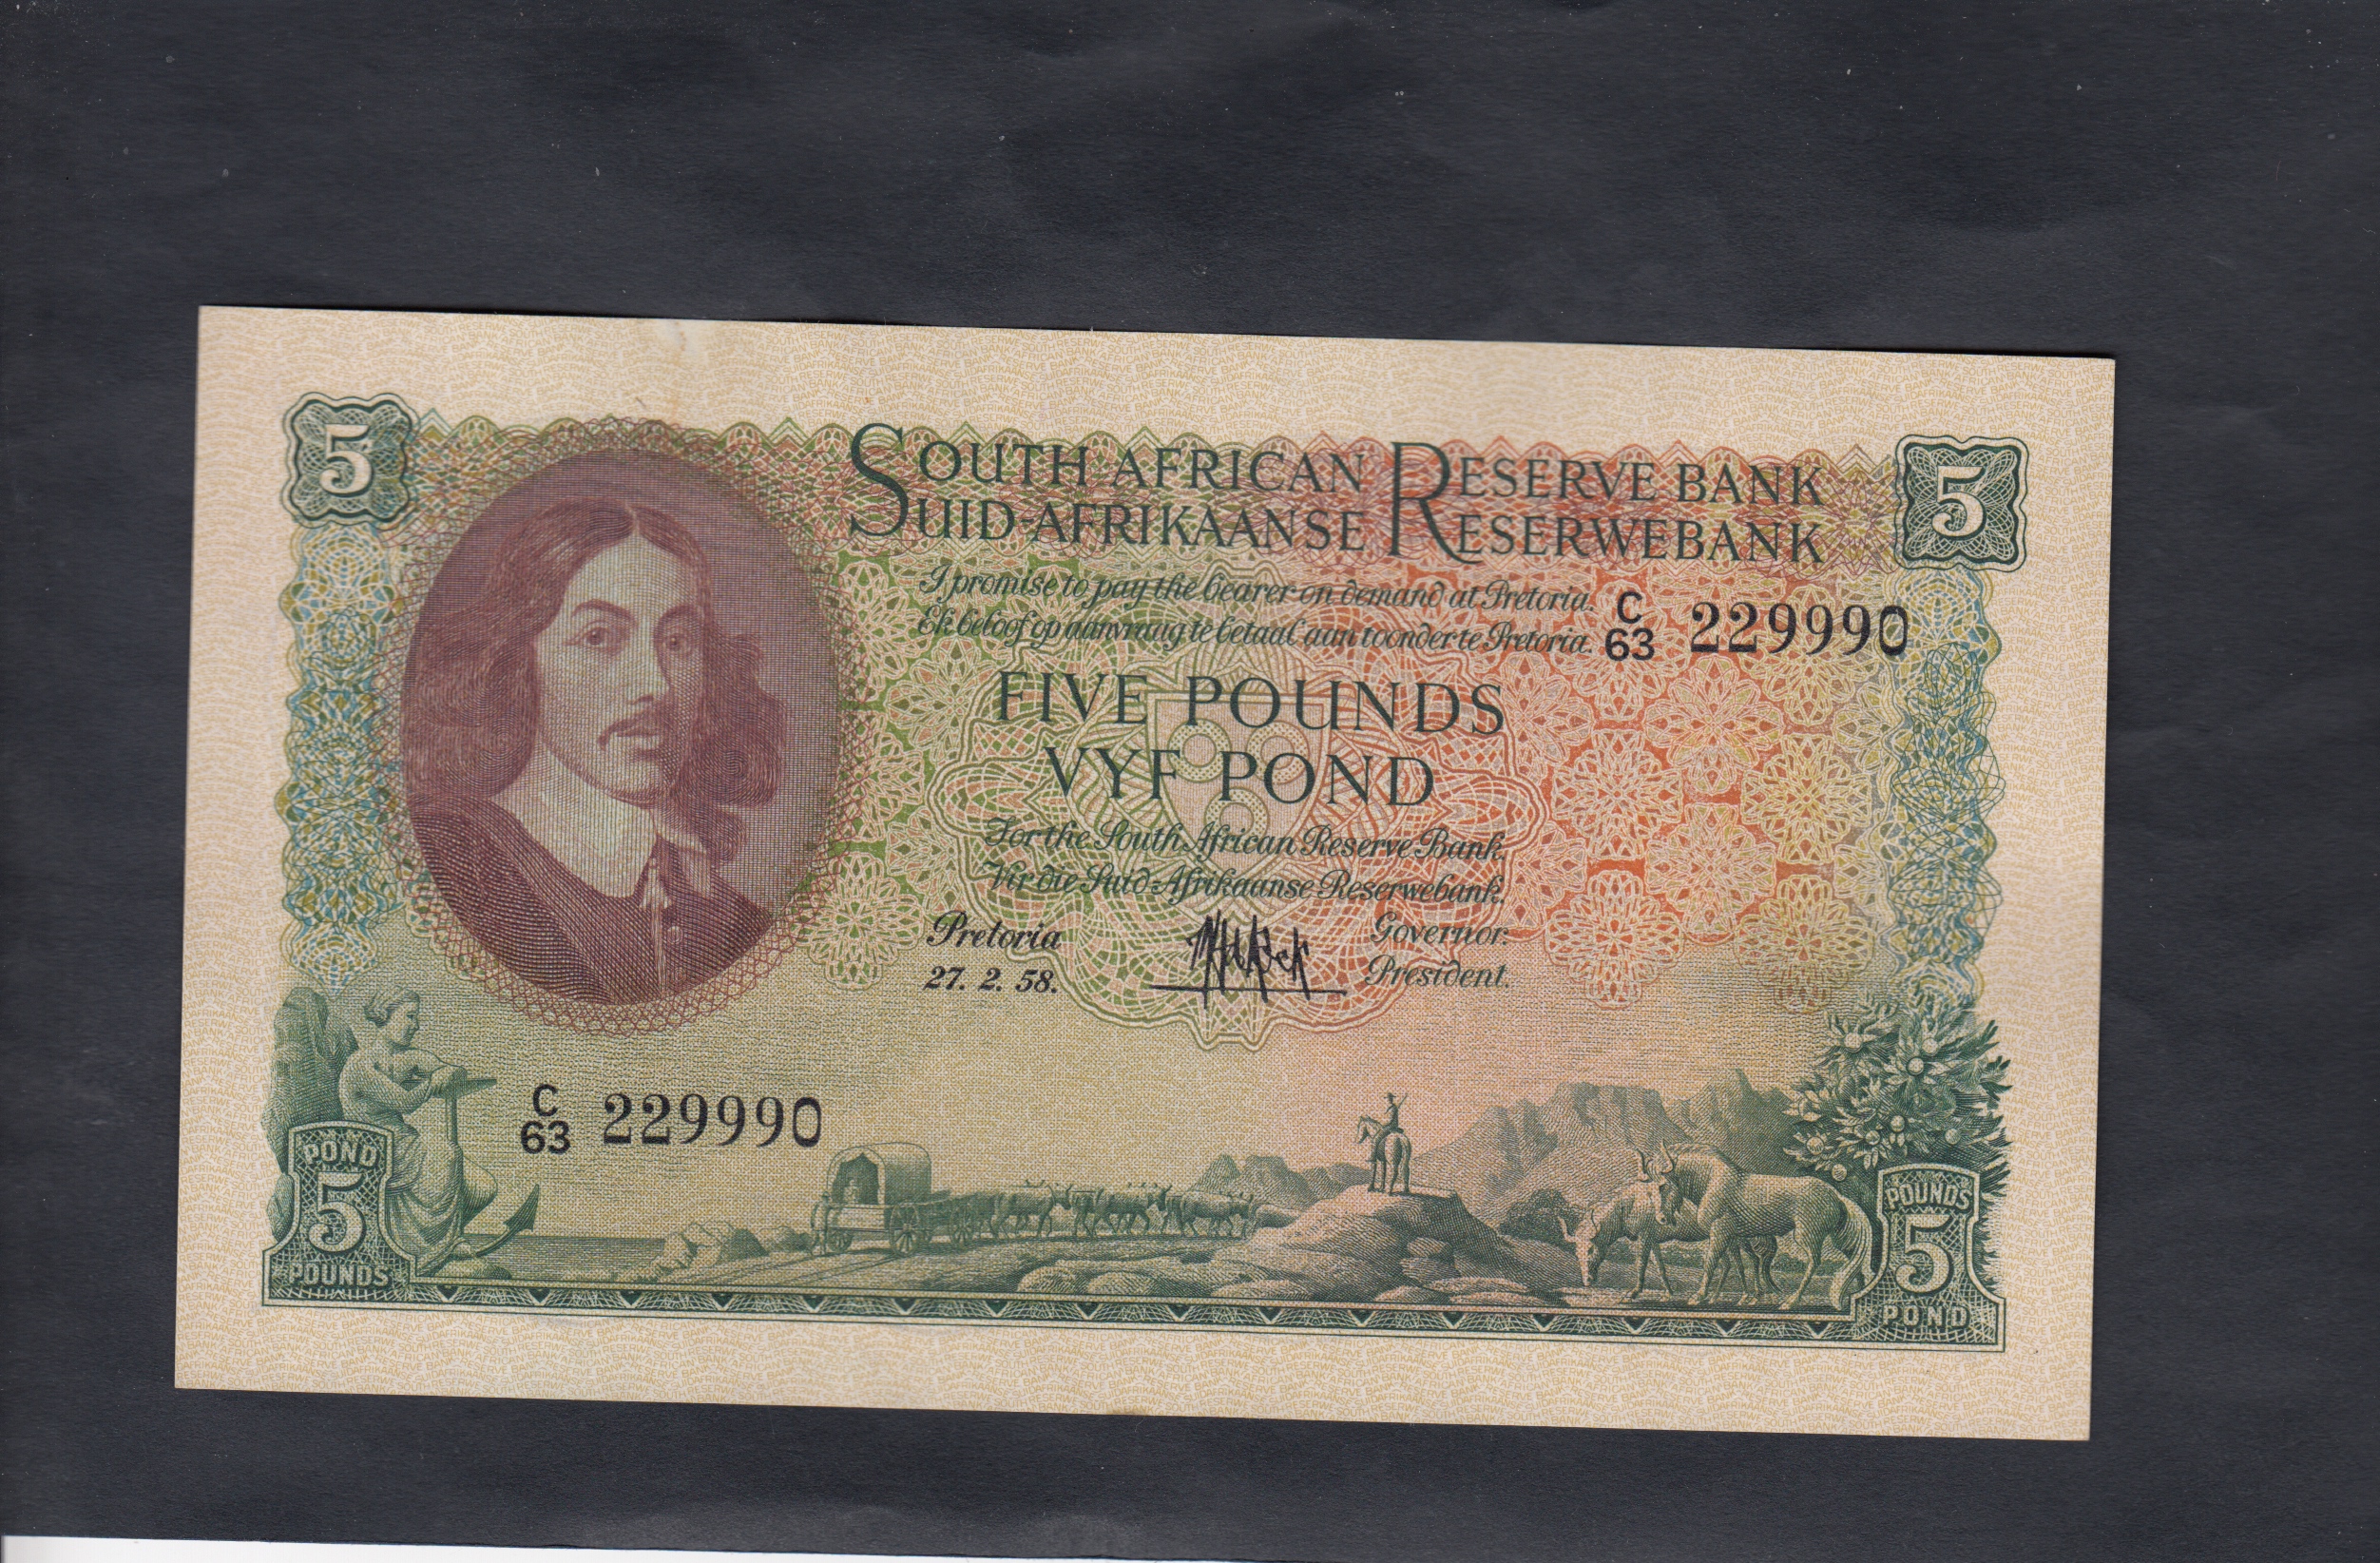 5
5
SOUTH AFRICAN RESERVE BANK
SUID-AFRIKAANSE RESERWEBANK
I promise to pay the bearer on demand at Pretoria.
Ek beloof op aanvraag te betaal aan toonder te Pretoria.
C/63 229990
FIVE POUNDS
VYF POND
For the South African Reserve Bank.
Vir die Suid-Afrikaanse Reserwebank.
Pretoria
27. 2. 58.
Governor.
President.
C/63 229990
POND
5
POUNDS
POUNDS
5
POND